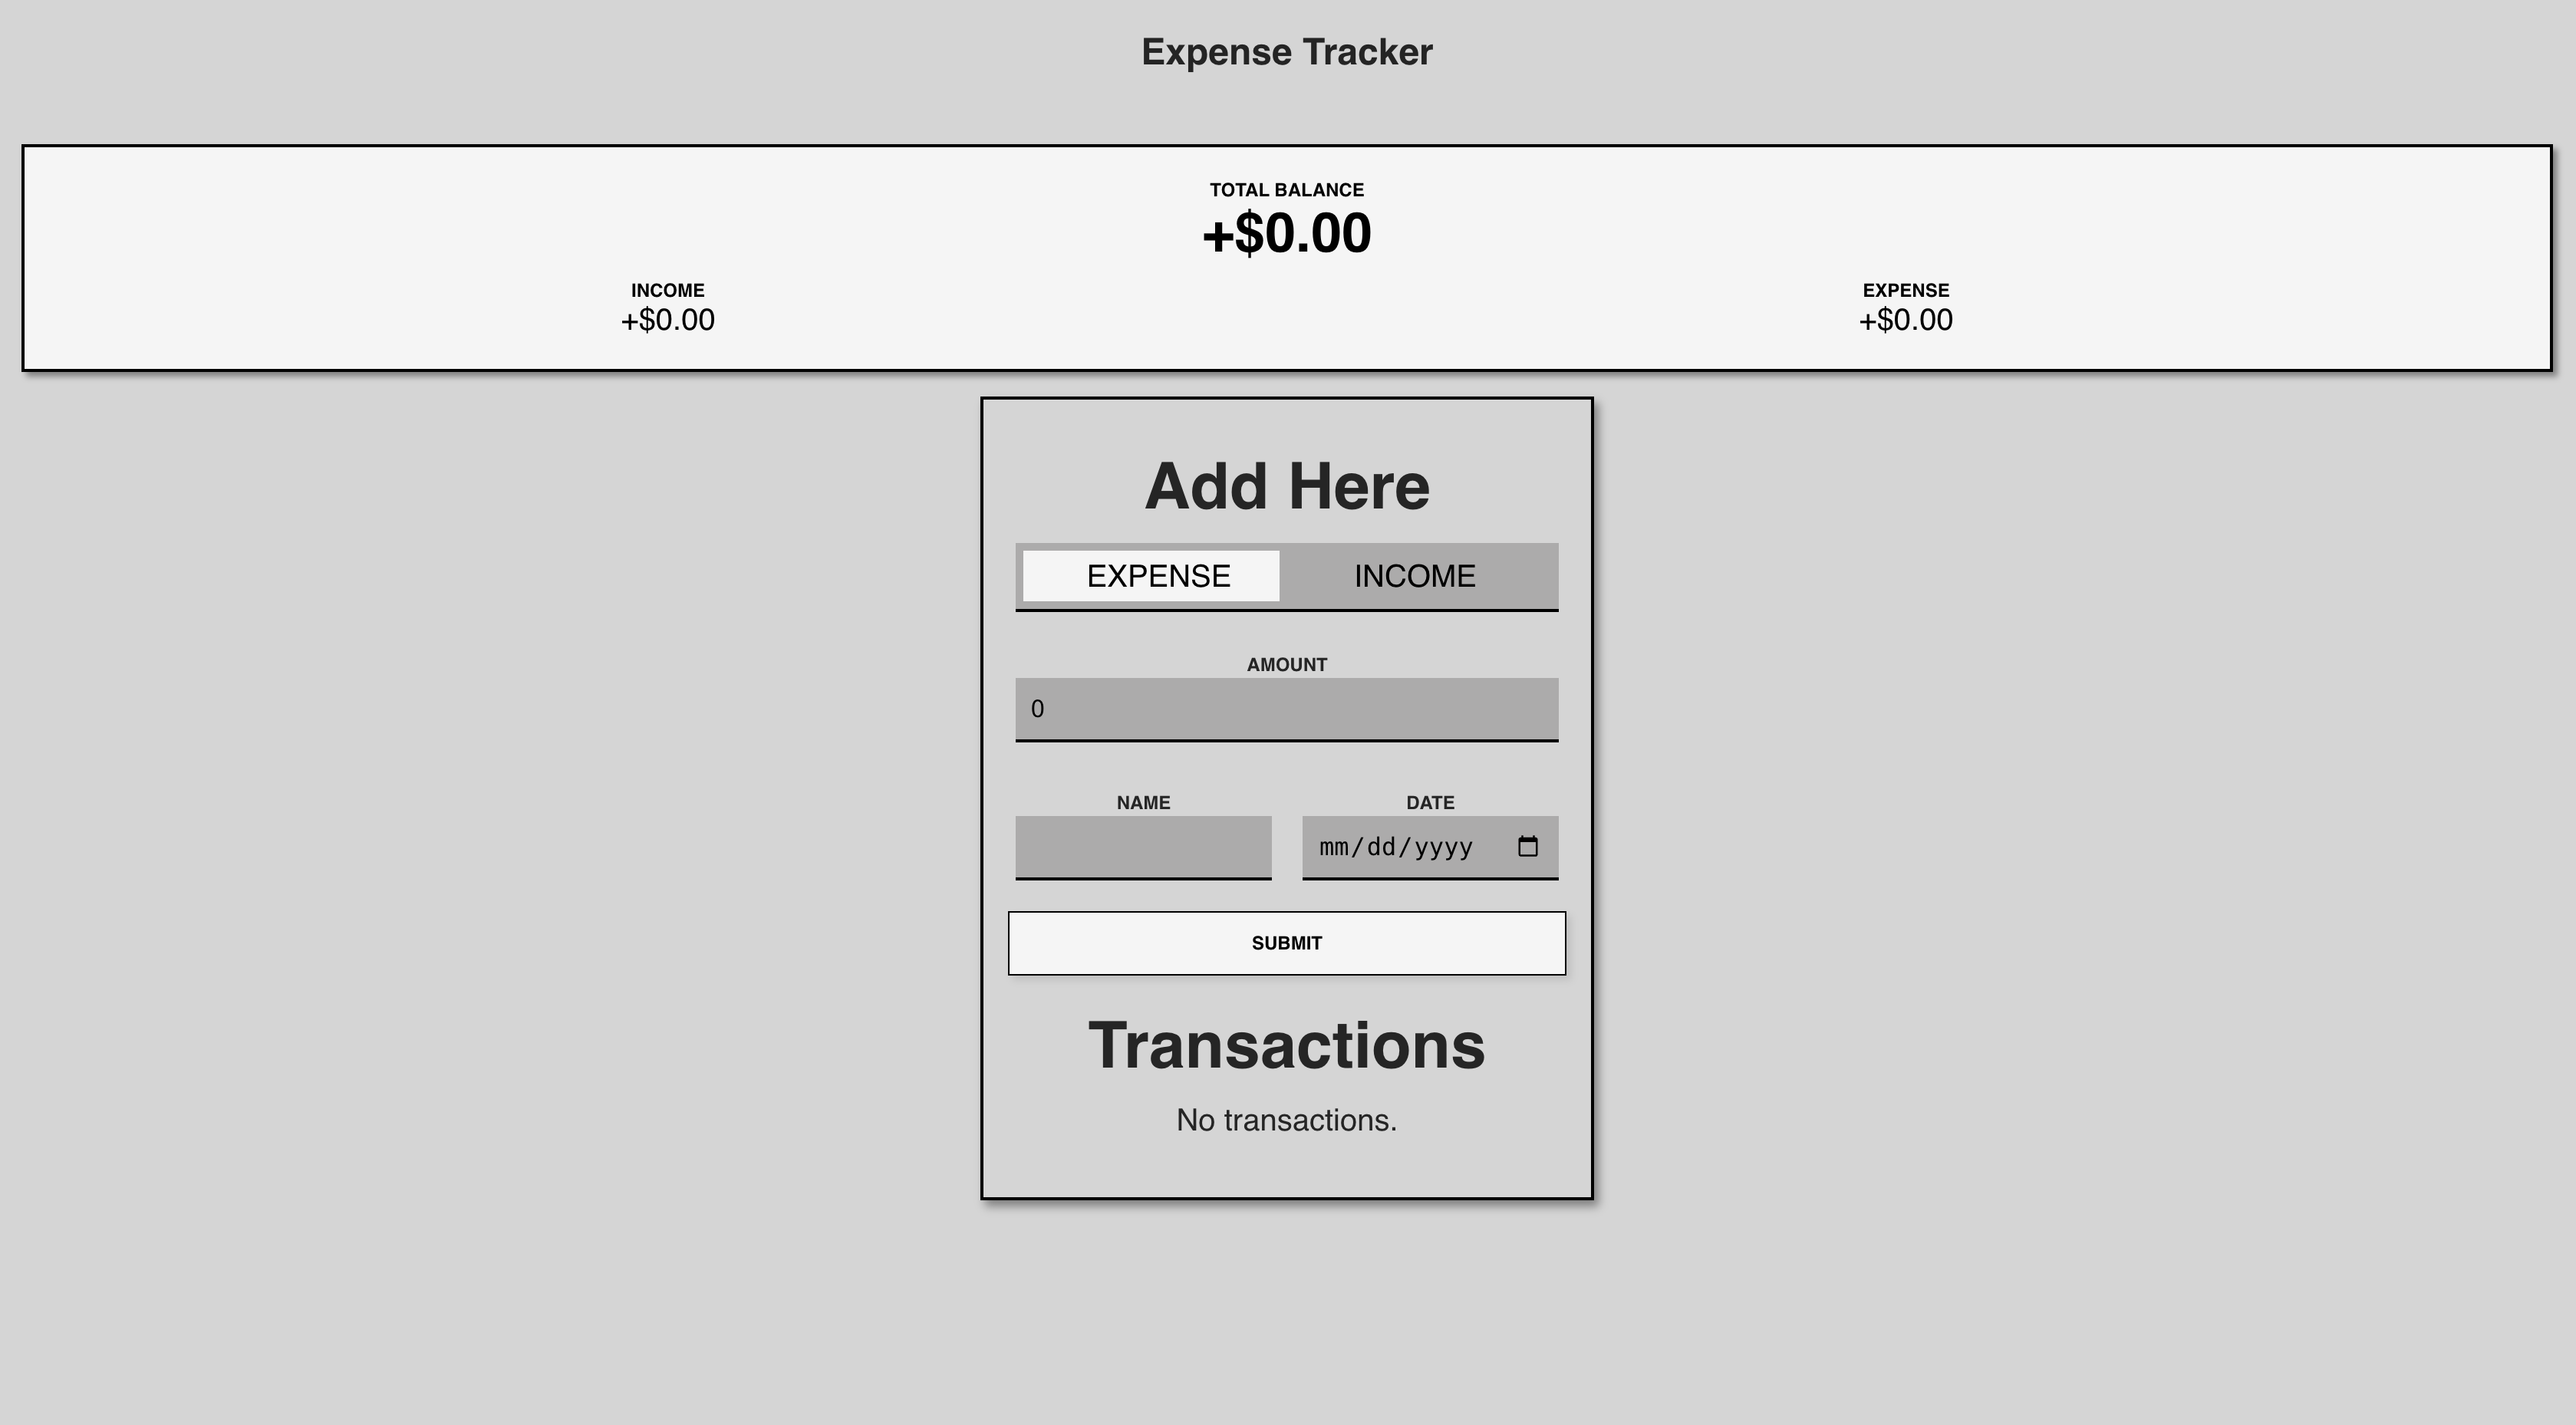 Expense Tracker
TOTAL BALANCE
+$0.00
INCOME
+$0.00
EXPENSE
+$0.00
Add Here
EXPENSE INCOME
AMOUNT
0
NAME
DATE
mm/dd/yyyy
SUBMIT
Transactions
No transactions.